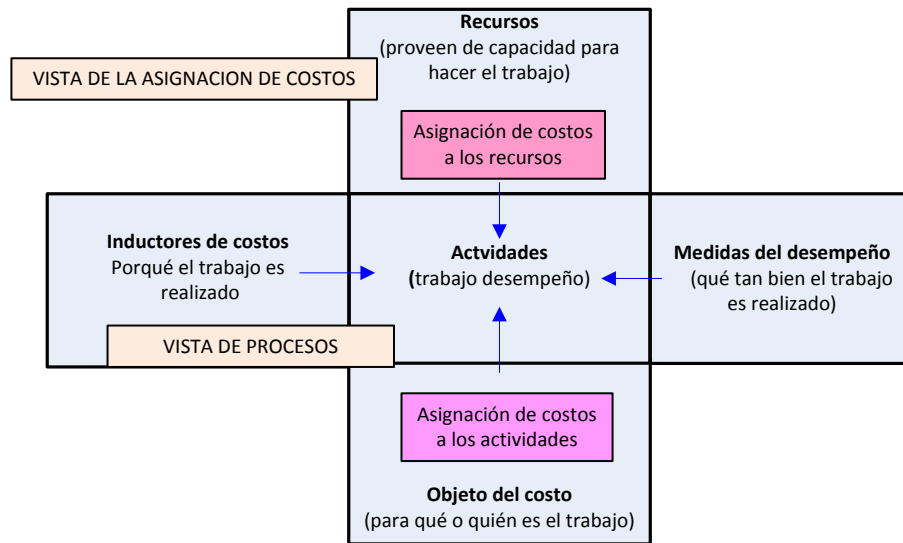 Recursos
(proveen de capacidad para
hacer el trabajo)
VISTA DE LA ASIGNACION DE COSTOS
Asignación de costos
a los recursos
Inductores de costos
Porqué el trabajo es
realizado
Actvidades
(trabajo desempeño)
Medidas del desempeño
(qué tan bien el trabajo
es realizado)
VISTA DE PROCESOS
Asignación de costos
a los actividades
Objeto del costo
(para qué o quién es el trabajo)